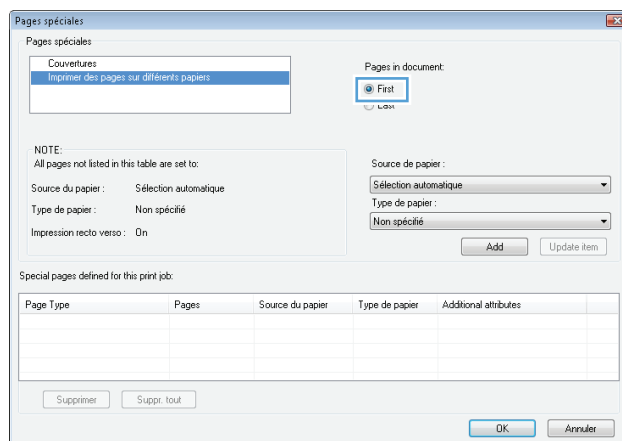 Pages spéciales
Pages spéciales
Couvertures
Imprimer des pages sur différents papiers
Pages in document:
First
Last
NOTE:
All pages not listed in this table are set to:
Source du papier : Sélection automatique
Type de papier : Non spécifié
Impression recto verso : On
Source de papier :
Sélection automatique
Type de papier :
Non spécifié
Add Update item
Special pages defined for this print job:
Page Type Pages Source du papier Type de papier Additional attributes
Supprimer Suppr. tout
OK Annuler